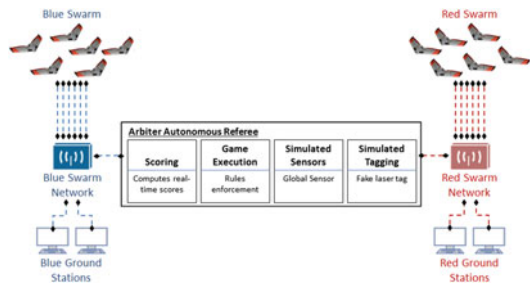 Blue Swarm
Red Swarm
Arbiter Autonomous Referee
Scoring
Computes real-
time scores
Game
Execution
Rules
enforcement
Simulated
Sensors
Global Sensor
Simulated
Tagging
Fake laser tag
Blue Swarm
Network
Red Swarm
Network
Blue Ground
Stations
Red Ground
Stations